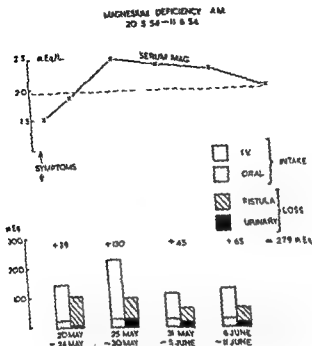 MAGNESIUM DEFICIENCY A.M.
20 5 54 – 11 6 54
2.5 mEq/L
SERUM MAG.
2.0
1.5
SYMPTOMS
I.V.
ORAL
INTAKE
FISTULA
URINARY
LOSS
mEq
300
+39 +130 +45 +65 = 279 mEq
200
100
20 MAY – 24 MAY
25 MAY – 30 MAY
31 MAY – 5 JUNE
6 JUNE – 11 JUNE